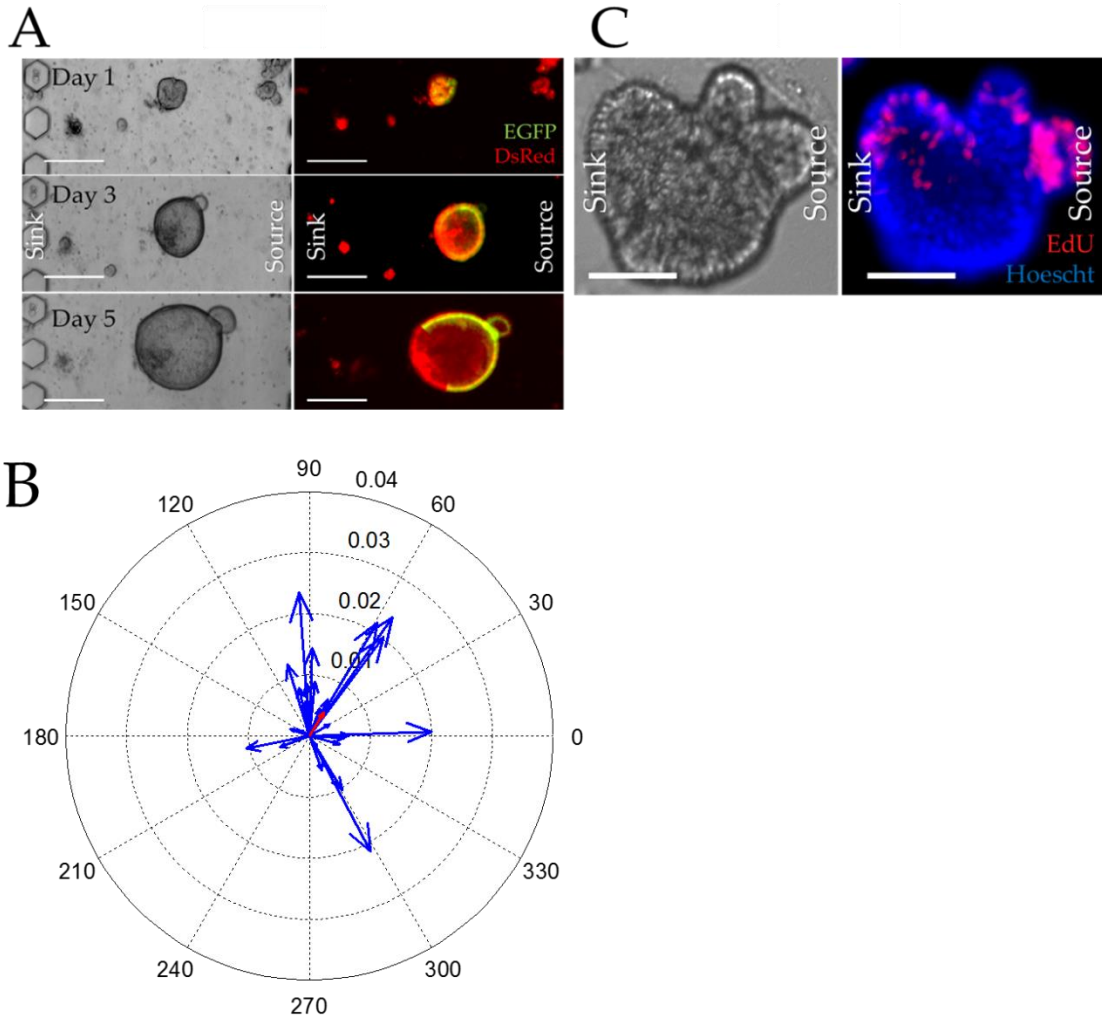 A
Day 1
EGFP
DsRed
Day 3
Sink
Source
Sink
Source
Day 5
C
Sink
Source
Sink
Source
EdU
Hoescht
B
90
0.04
120
60
0.03
150
0.02
30
0.01
180
0
210
330
240
300
270